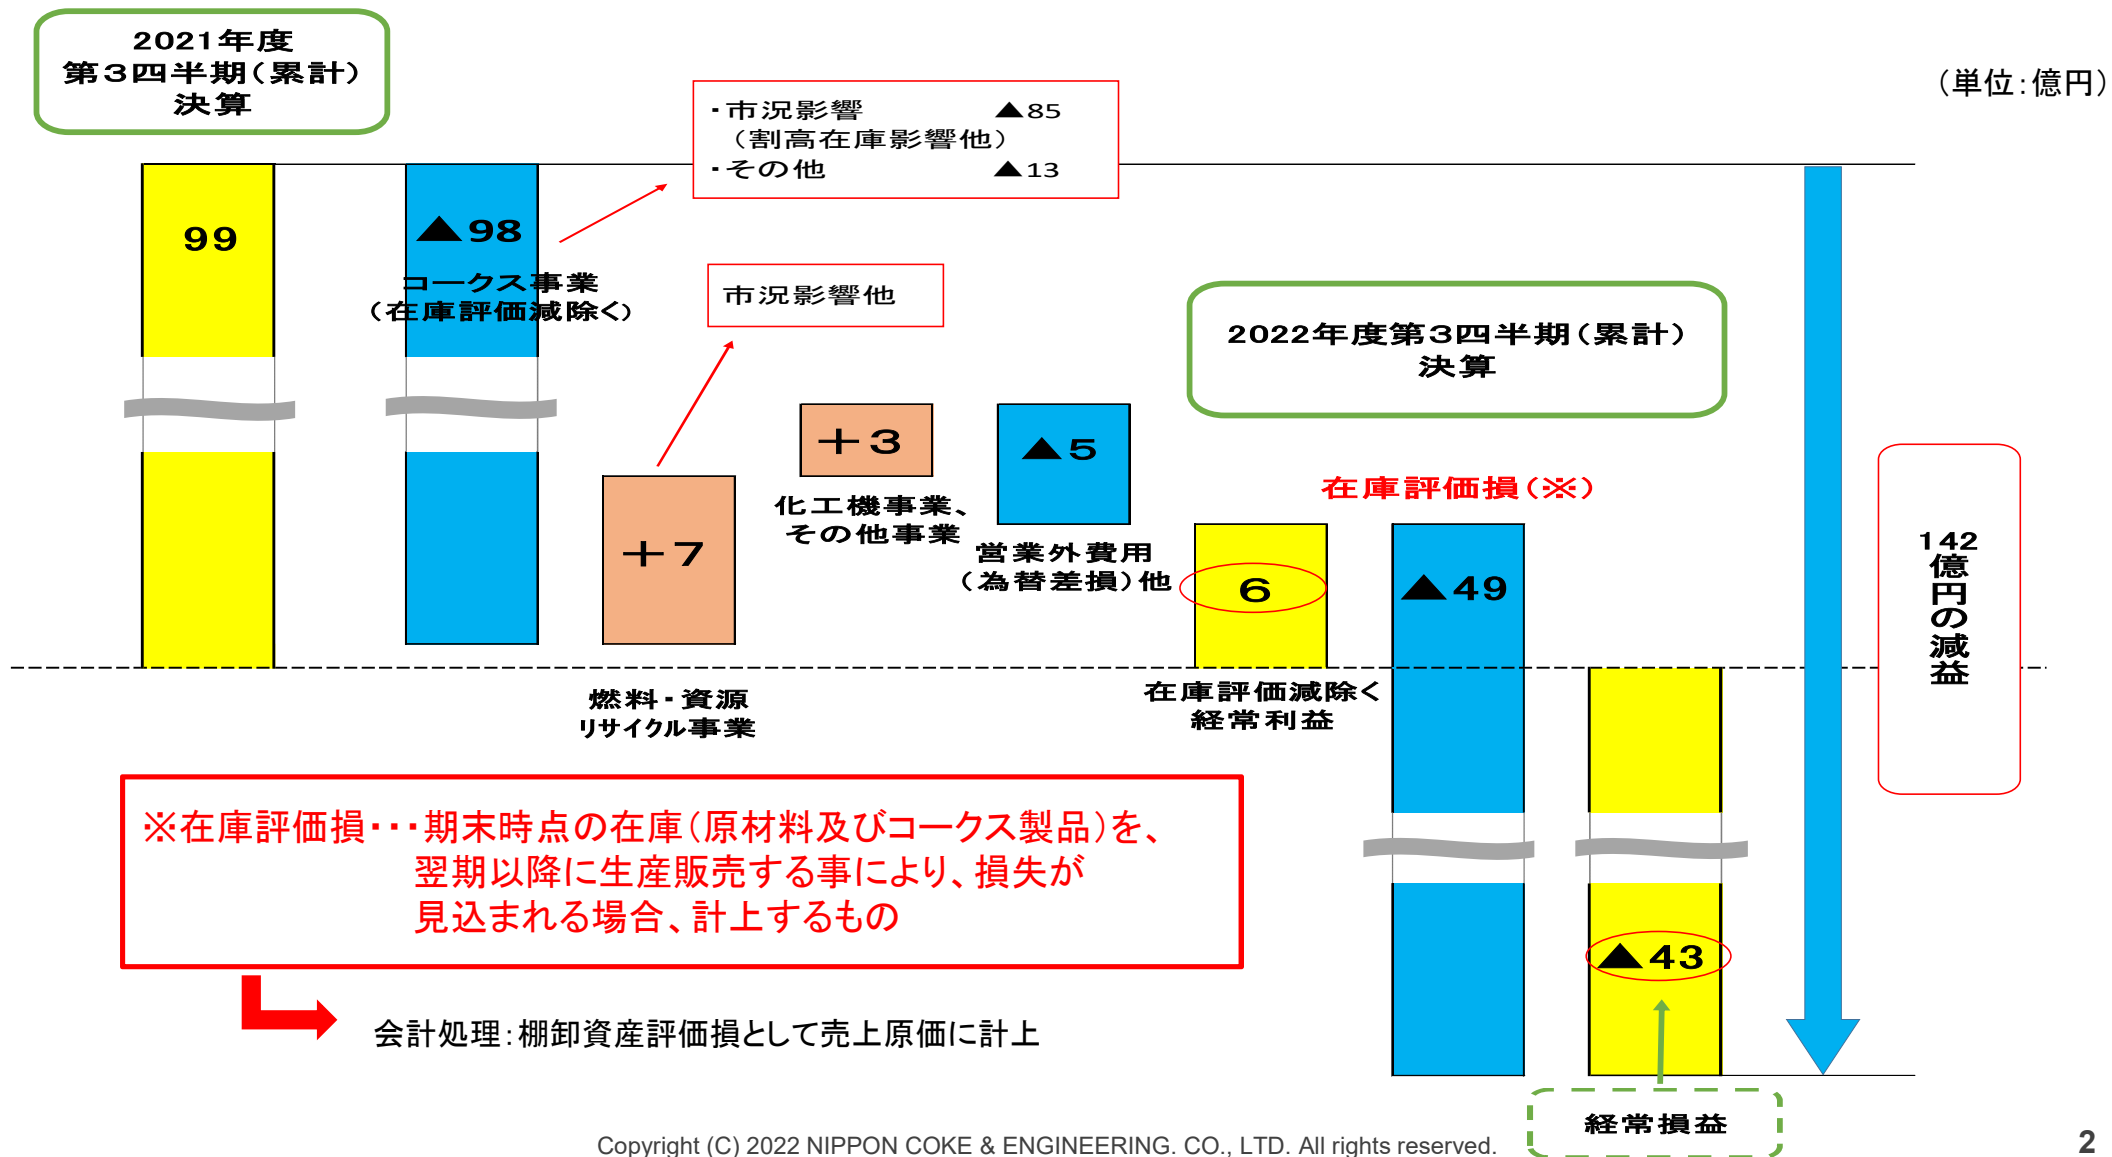 2021年度
第3四半期(累計)
決算
(単位:億円)
・市況影響 ▲85
(割高在庫影響他)
・その他 ▲13
99
▲98
コークス事業
(在庫評価減除く)
市況影響他
2022年度第3四半期(累計)
決算
+7
燃料・資源
リサイクル事業
+3
化工機事業、
その他事業
▲5
営業外費用
(為替差損)他
6
在庫評価減除く
経常利益
在庫評価損(※)
▲49
▲43
経常損益
142
億円の減益
※在庫評価損・・・期末時点の在庫(原材料及びコークス製品)を、
翌期以降に生産販売する事により、損失が
見込まれる場合、計上するもの
会計処理:棚卸資産評価損として売上原価に計上
Copyright (C) 2022 NIPPON COKE & ENGINEERING. CO., LTD. All rights reserved.
2